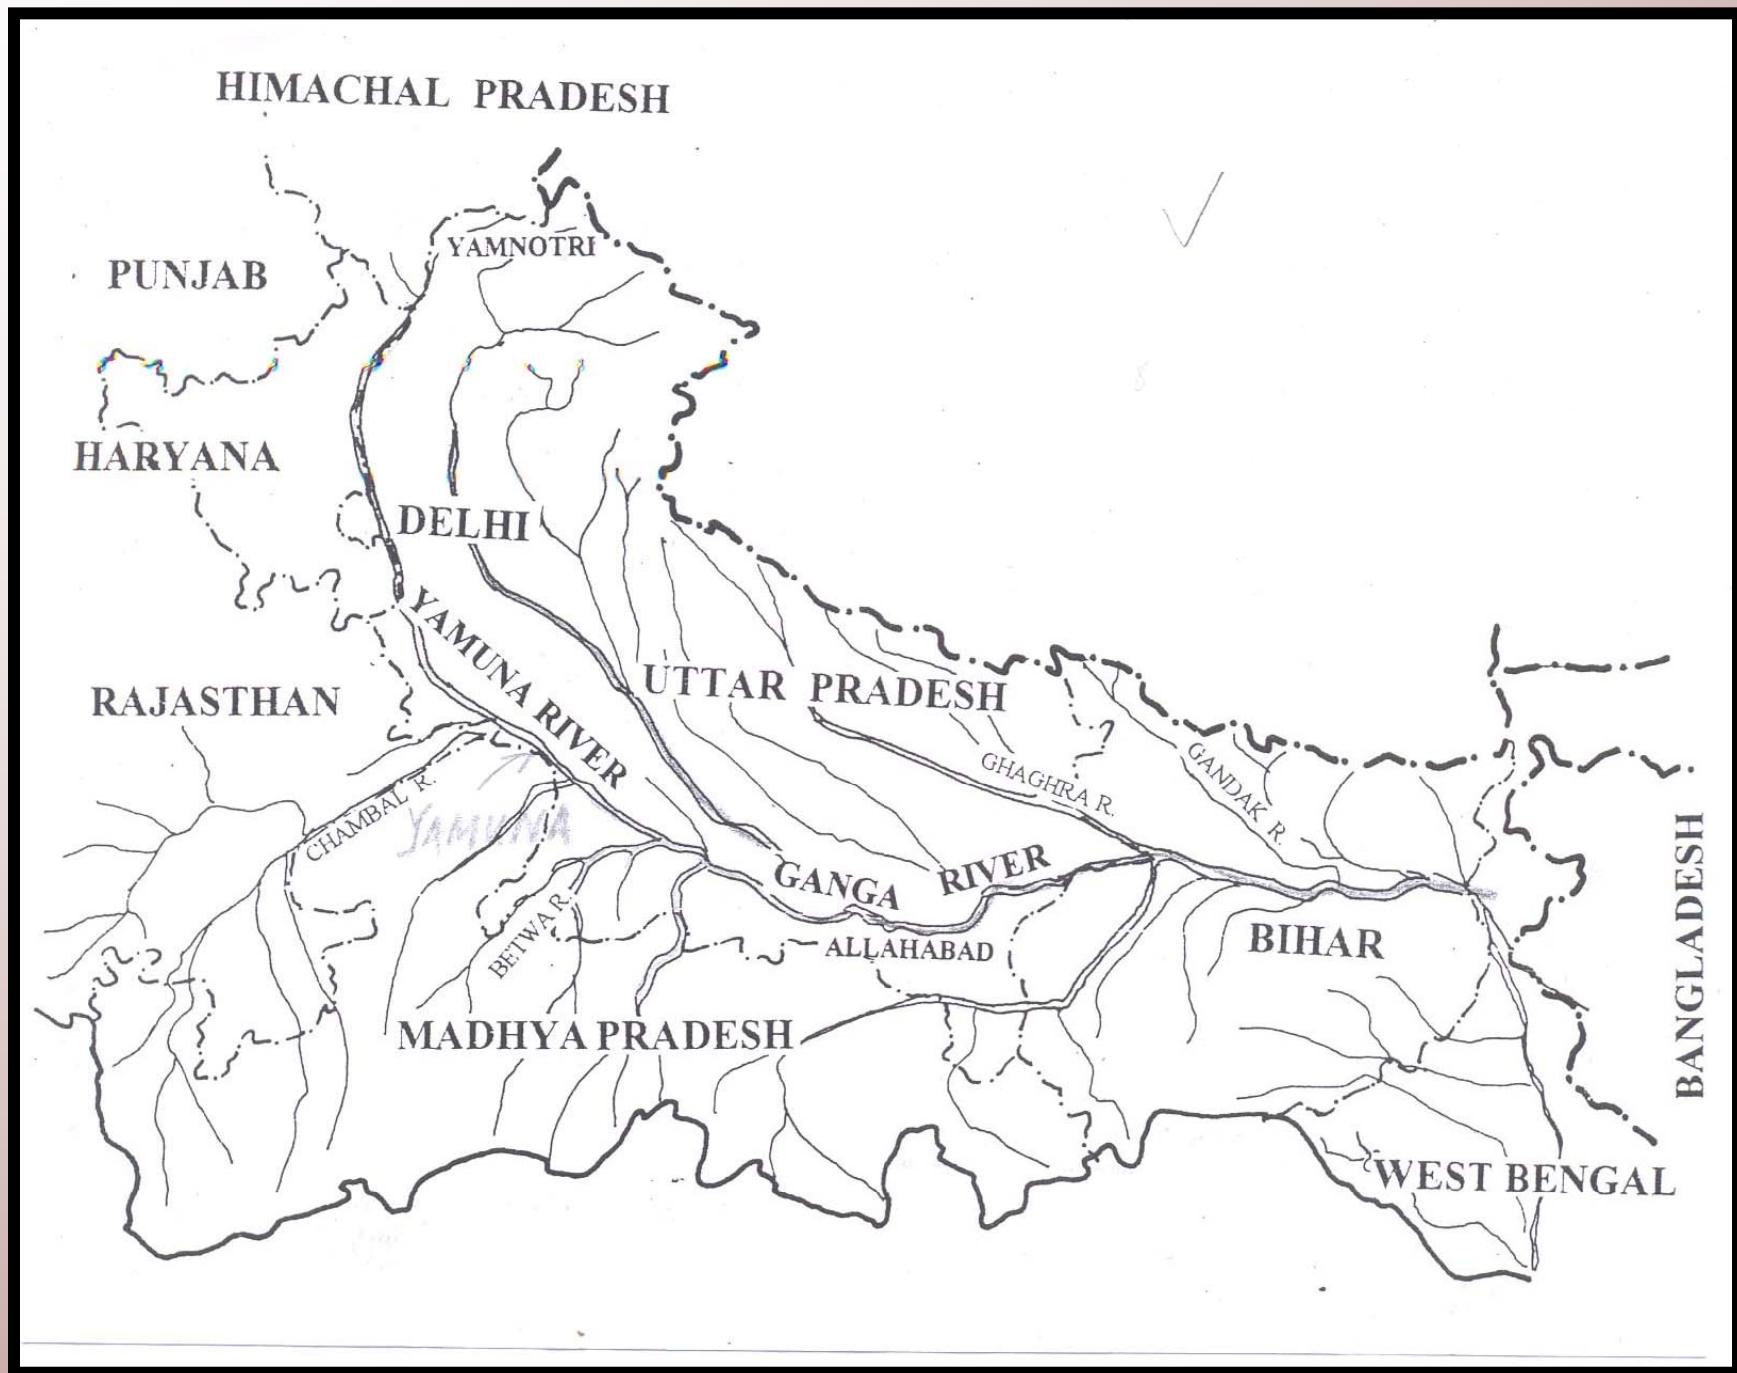 HIMACHAL PRADESH
YAMNOTRI
PUNJAB
HARYANA
DELHI
YAMUNA RIVER
UTTAR PRADESH
RAJASTHAN
GHAGHRA R.
GANDAK R.
CHAMBAL R.
YAMUNA
GANGA RIVER
BETWA R.
ALLAHABAD
BIHAR
BANGLADESH
MADHYA PRADESH
WEST BENGAL